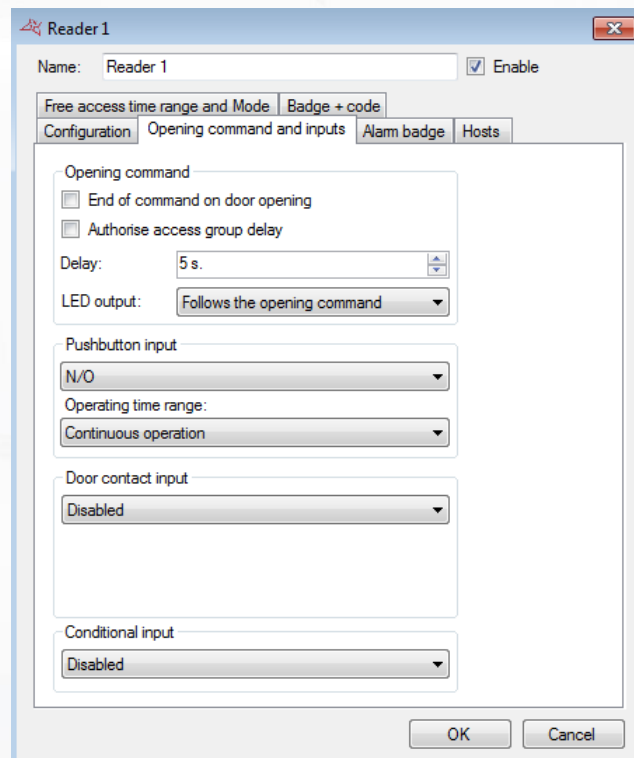 Reader 1
Name: Reader 1 Enable
Free access time range and Mode Badge + code
Configuration Opening command and inputs Alarm badge Hosts
Opening command
End of command on door opening
Authorise access group delay
Delay: 5 s.
LED output: Follows the opening command
Pushbutton input
N/O
Operating time range:
Continuous operation
Door contact input
Disabled
Conditional input
Disabled
OK Cancel